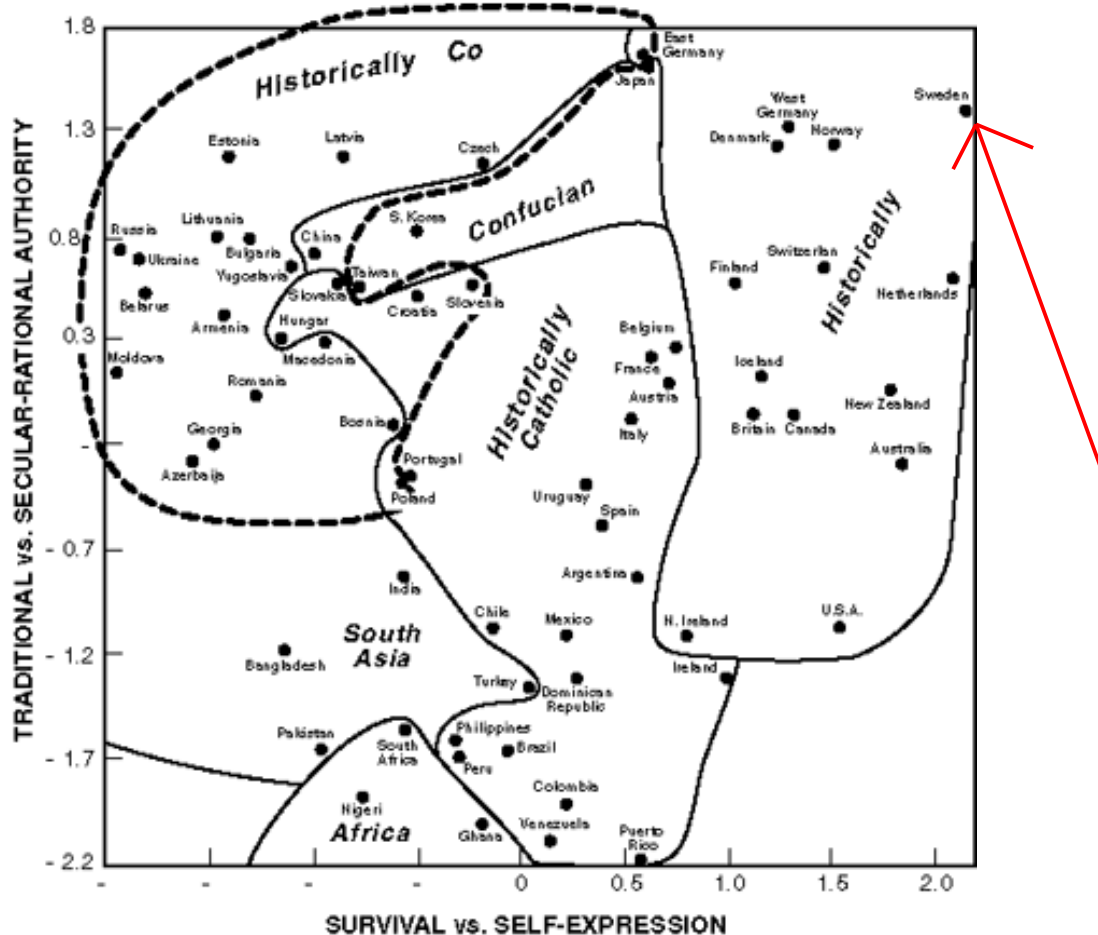 1.8
East
Germany
Historically Co
Japan
Sweden
West
Germany
1.3
Denmark
Norway
Estonia
Latvia
Czech
Confucian
S. Korea
Lithuania
Russia
0.8
Bulgaria
China
Ukraine
Yugoslavia
Taiwan
Slovakia
Switzerlan
Finland
Historically
Netherlands
Belarus
Croatia
Slovenia
Armenia
Hungar
0.3
Macedonia
Belgium
Moldova
France
Iceland
Historically
Catholic
Romania
Austria
New Zealand
Bosnia
Italy
Britain
Canada
Georgia
-
Azerbaija
Portugal
Australia
Poland
Uruguay
Spain
- 0.7
India
Argentina
Chile
Mexico
N. Ireland
U.S.A.
South
Asia
- 1.2
Bangladesh
Turkey
Dominican
Republic
Ireland
Pakistan
South
Africa
Philippines
Brazil
- 1.7
Peru
Nigeri
Colombia
Africa
Ghana
Venezuela
Puerto
Rico
- 2.2
- - - - 0 0.5 1.0 1.5 2.0
SURVIVAL vs. SELF-EXPRESSION
TRADITIONAL vs. SECULAR-RATIONAL AUTHORITY